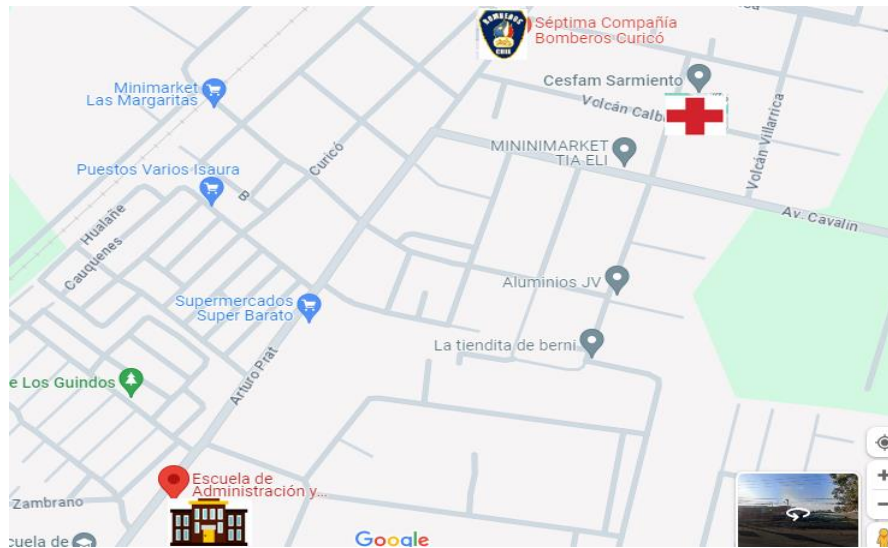 BOMBEROS
Séptima Compañía
Bomberos Curicó
Cesfam Sarmiento
Minimarket
Las Margaritas
Volcán Calb
MININIMARKET
TIA ELI
Volcán Villarrica
Curicó
Puestos Varios Isaura
B
Hualañe
Cauquenes
Av. Cavalin
Aluminios JV
Supermercados
Super Barato
La tiendita de berni
e Los Guindos
Arturo Prat
Escuela de
Administración y...
Zambrano
cuela de
Google